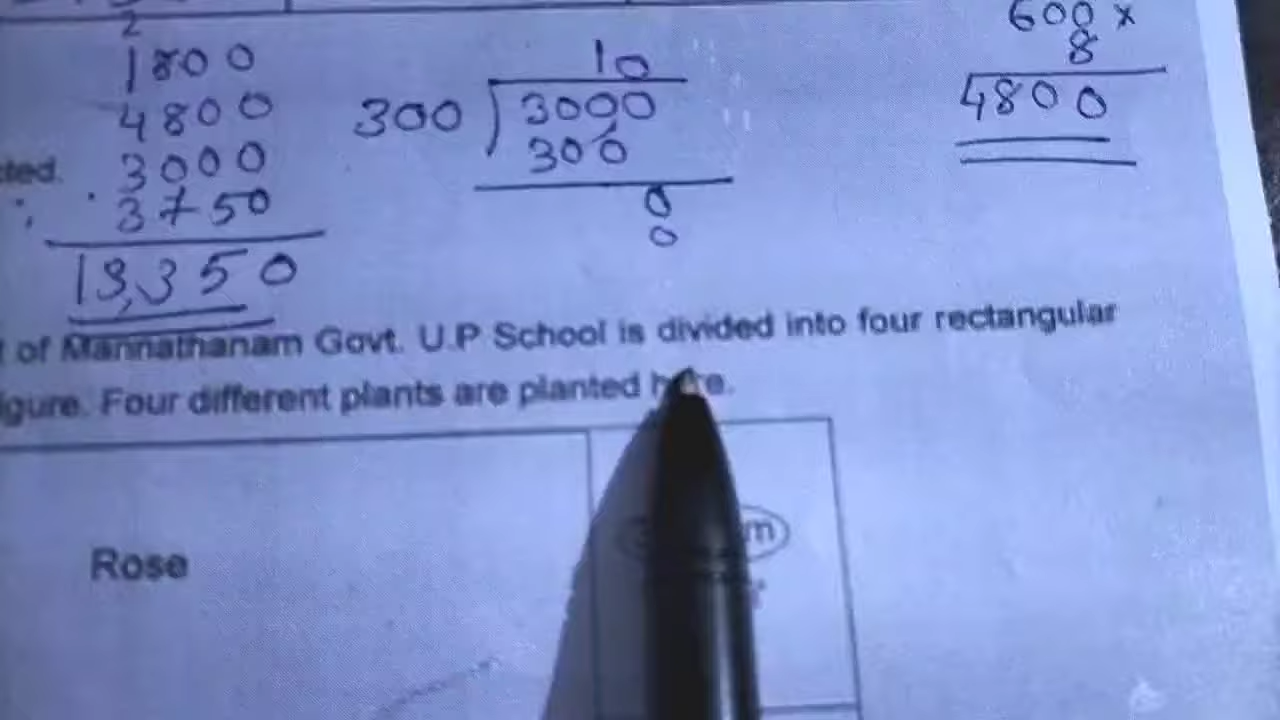 2
1800
4800
3000
3750
13,350
10
300 3000
300
0
0
600 x
8
4800
cted.
of Mannathanam Govt. U.P School is divided into four rectangular
igure. Four different plants are planted here.
Rose
m